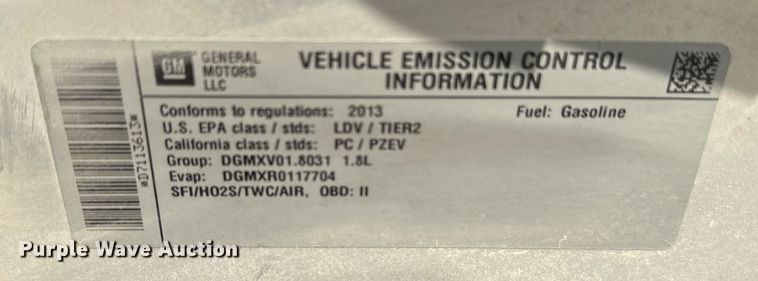 GM
GENERAL
MOTORS
LLC
VEHICLE EMISSION CONTROL
INFORMATION
Conforms to regulations: 2013
Fuel: Gasoline
U.S. EPA class / stds: LDV / TIER2
California class / stds: PC / PZEV
Group: DGMXV01.8031 1.8L
Evap: DGMXR0117704
SFI/HO2S/TWC/AIR, OBD: II
*D7113613*
Purple Wave Auction